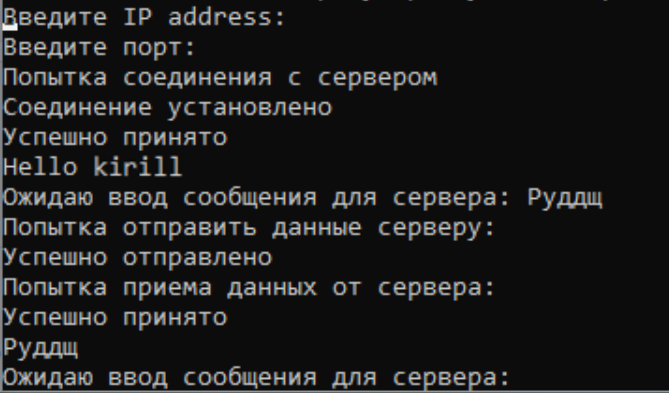 Введите IP address:
Введите порт:
Попытка соединения с сервером
Соединение установлено
Успешно принято
Hello kirill
Ожидаю ввод сообщения для сервера: Руддщ
Попытка отправить данные серверу:
Успешно отправлено
Попытка приема данных от сервера:
Успешно принято
Руддщ
Ожидаю ввод сообщения для сервера: